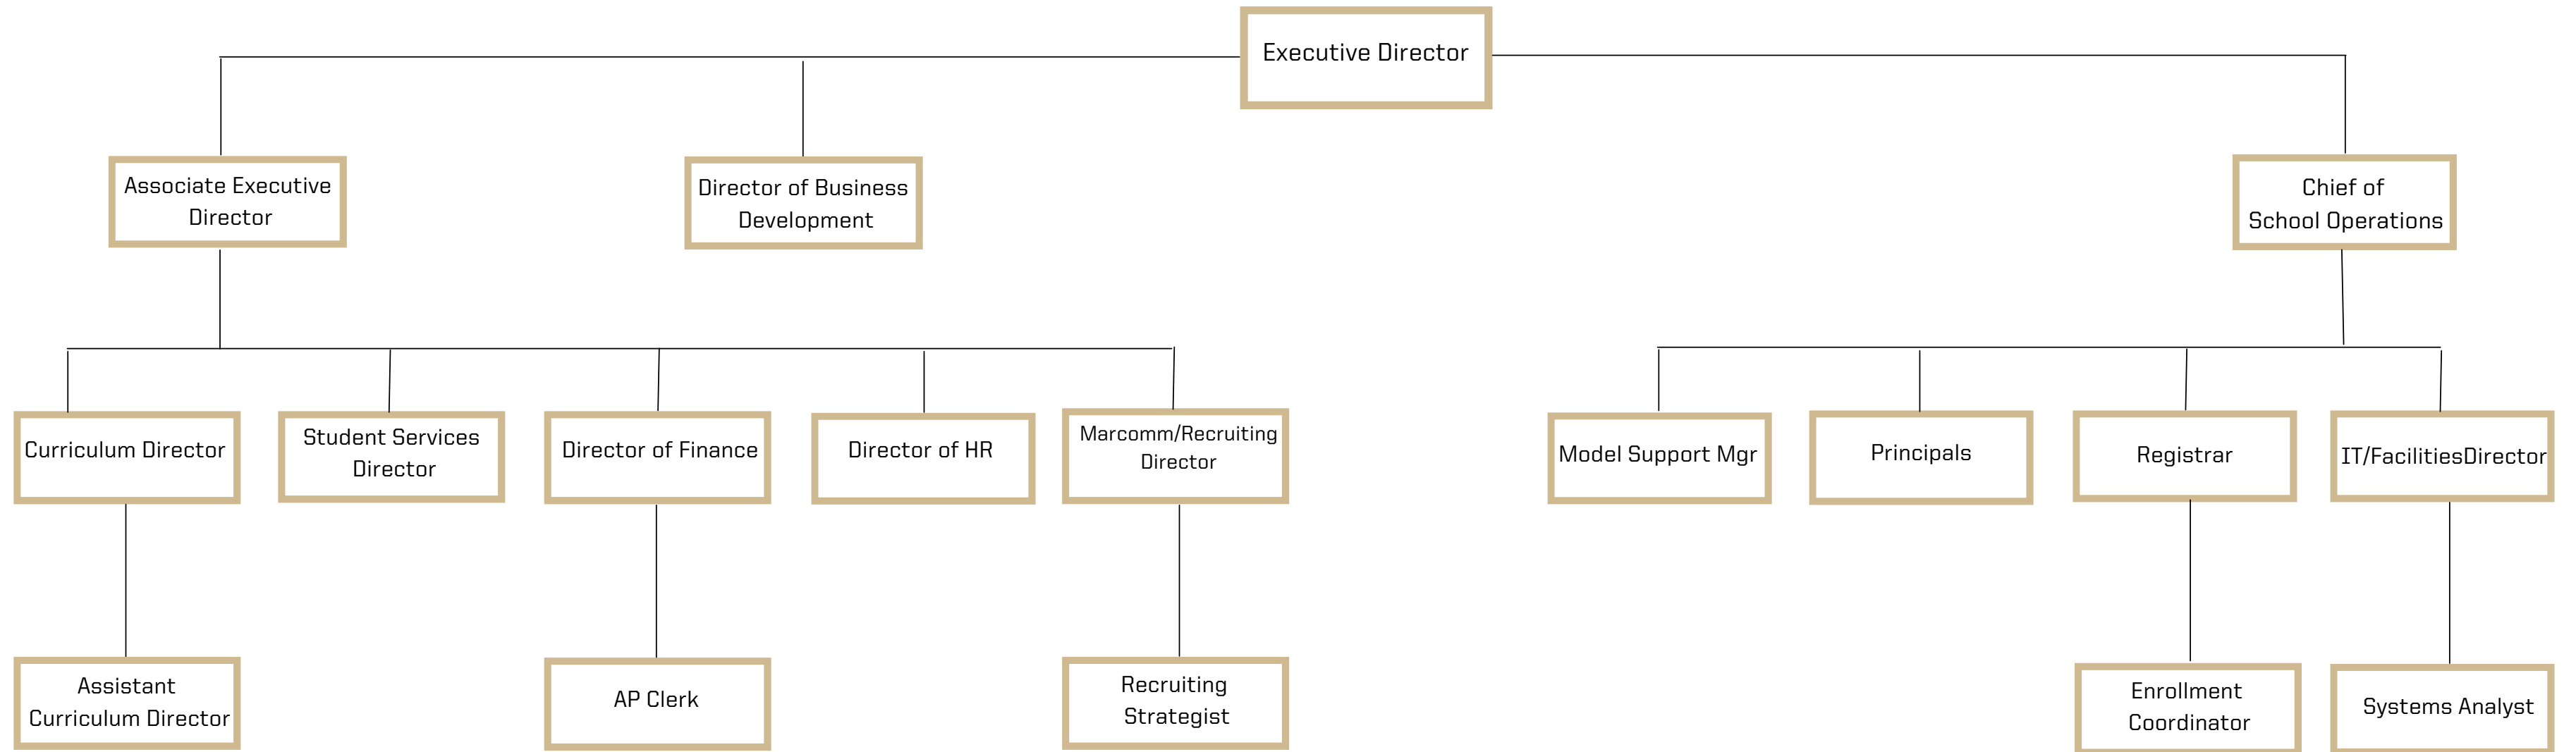 Executive Director
Associate Executive
Director
Director of Business
Development
Chief of
School Operations
Curriculum Director
Student Services
Director
Director of Finance
Director of HR
Marcomm/Recruiting
Director
Model Support Mgr
Principals
Registrar
IT/FacilitiesDirector
Assistant
Curriculum Director
AP Clerk
Recruiting
Strategist
Enrollment
Coordinator
Systems Analyst